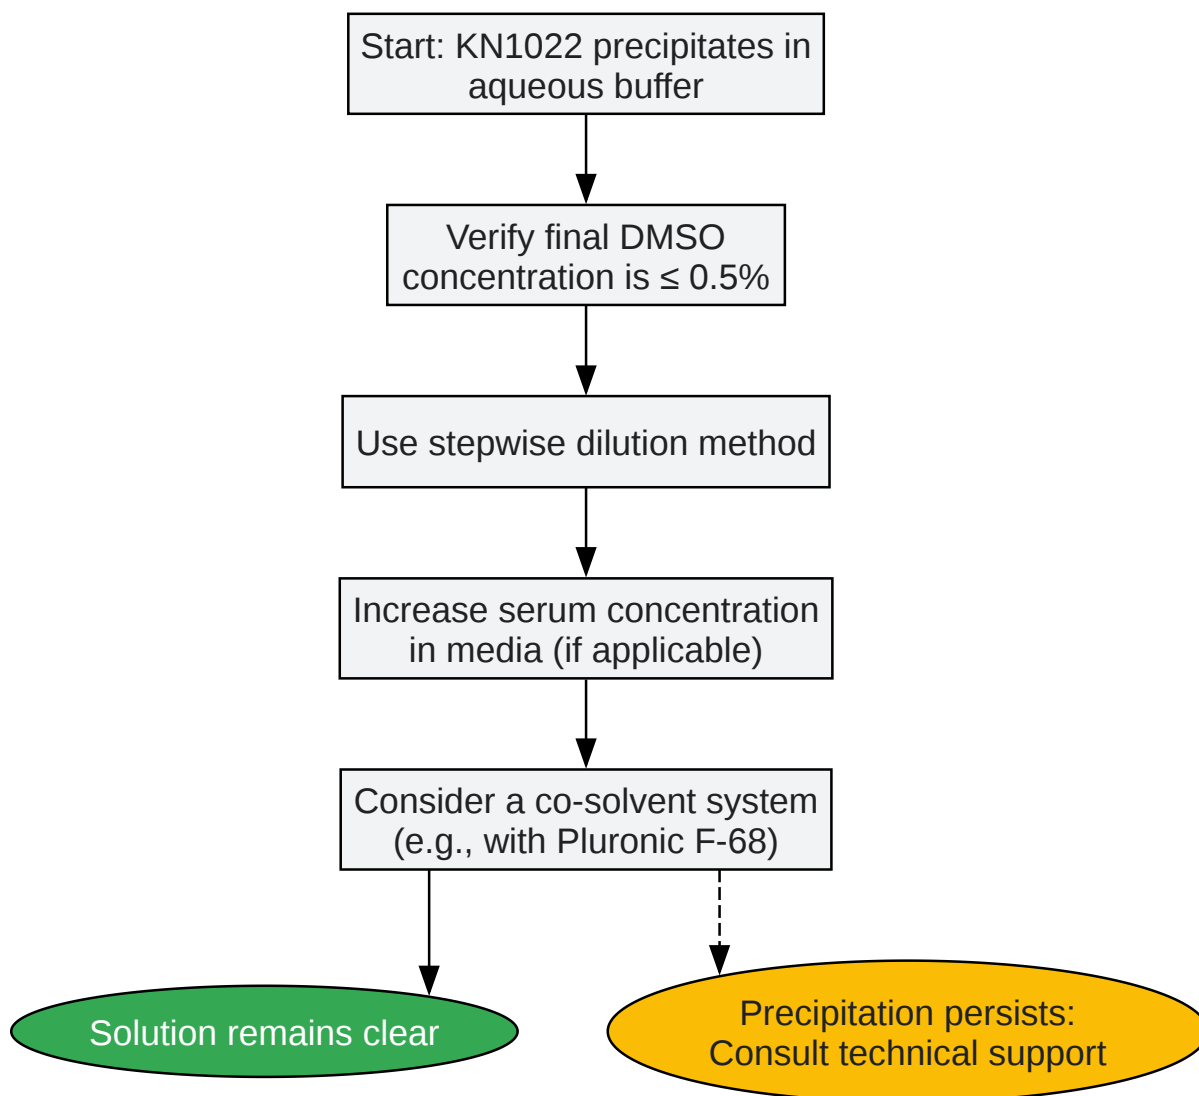 Start: KN1022 precipitates in
aqueous buffer
Verify final DMSO
concentration is ≤ 0.5%
Use stepwise dilution method
Increase serum concentration
in media (if applicable)
Consider a co-solvent system
(e.g., with Pluronic F-68)
Solution remains clear
Precipitation persists:
Consult technical support